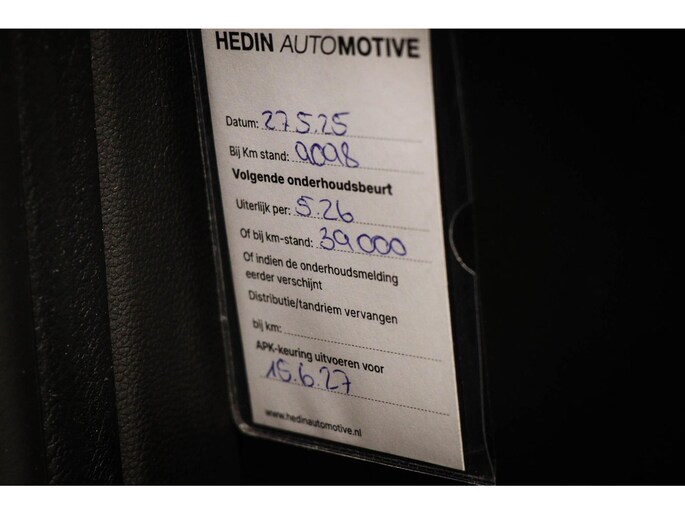 HEDIN AUTOMOTIVE
Datum: 27.5.25
Bij Km stand: 9098
Volgende onderhoudsbeurt
Uiterlijk per: 5.26
Of bij km-stand: 39000
Of indien de onderhoudsmelding
eerder verschijnt
Distributie/tandriem vervangen
bij km:
APK-keuring uitvoeren voor
15.6.27
www.hedinautomotive.nl